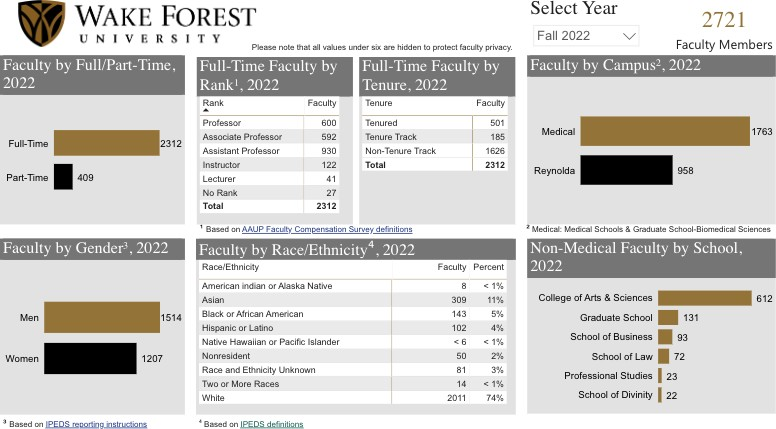 WAKE FOREST
UNIVERSITY
Please note that all values under six are hidden to protect faculty privacy.
Select Year
Fall 2022
2721
Faculty Members
Faculty by Full/Part-Time,
2022
Full-Time 2312
Part-Time 409
Full-Time Faculty by
Rank¹, 2022
Rank Faculty
Professor 600
Associate Professor 592
Assistant Professor 930
Instructor 122
Lecturer 41
No Rank 27
Total 2312
¹ Based on AAUP Faculty Compensation Survey definitions
Full-Time Faculty by
Tenure, 2022
Tenure Faculty
Tenured 501
Tenure Track 185
Non-Tenure Track 1626
Total 2312
Faculty by Campus², 2022
Medical 1763
Reynolda 958
² Medical: Medical Schools & Graduate School-Biomedical Sciences
Faculty by Gender³, 2022
Men 1514
Women 1207
³ Based on IPEDS reporting instructions
Faculty by Race/Ethnicity⁴, 2022
Race/Ethnicity Faculty Percent
American indian or Alaska Native 8 < 1%
Asian 309 11%
Black or African American 143 5%
Hispanic or Latino 102 4%
Native Hawaiian or Pacific Islander < 6 < 1%
Nonresident 50 2%
Race and Ethnicity Unknown 81 3%
Two or More Races 14 < 1%
White 2011 74%
⁴ Based on IPEDS definitions
Non-Medical Faculty by School,
2022
College of Arts & Sciences 612
Graduate School 131
School of Business 93
School of Law 72
Professional Studies 23
School of Divinity 22